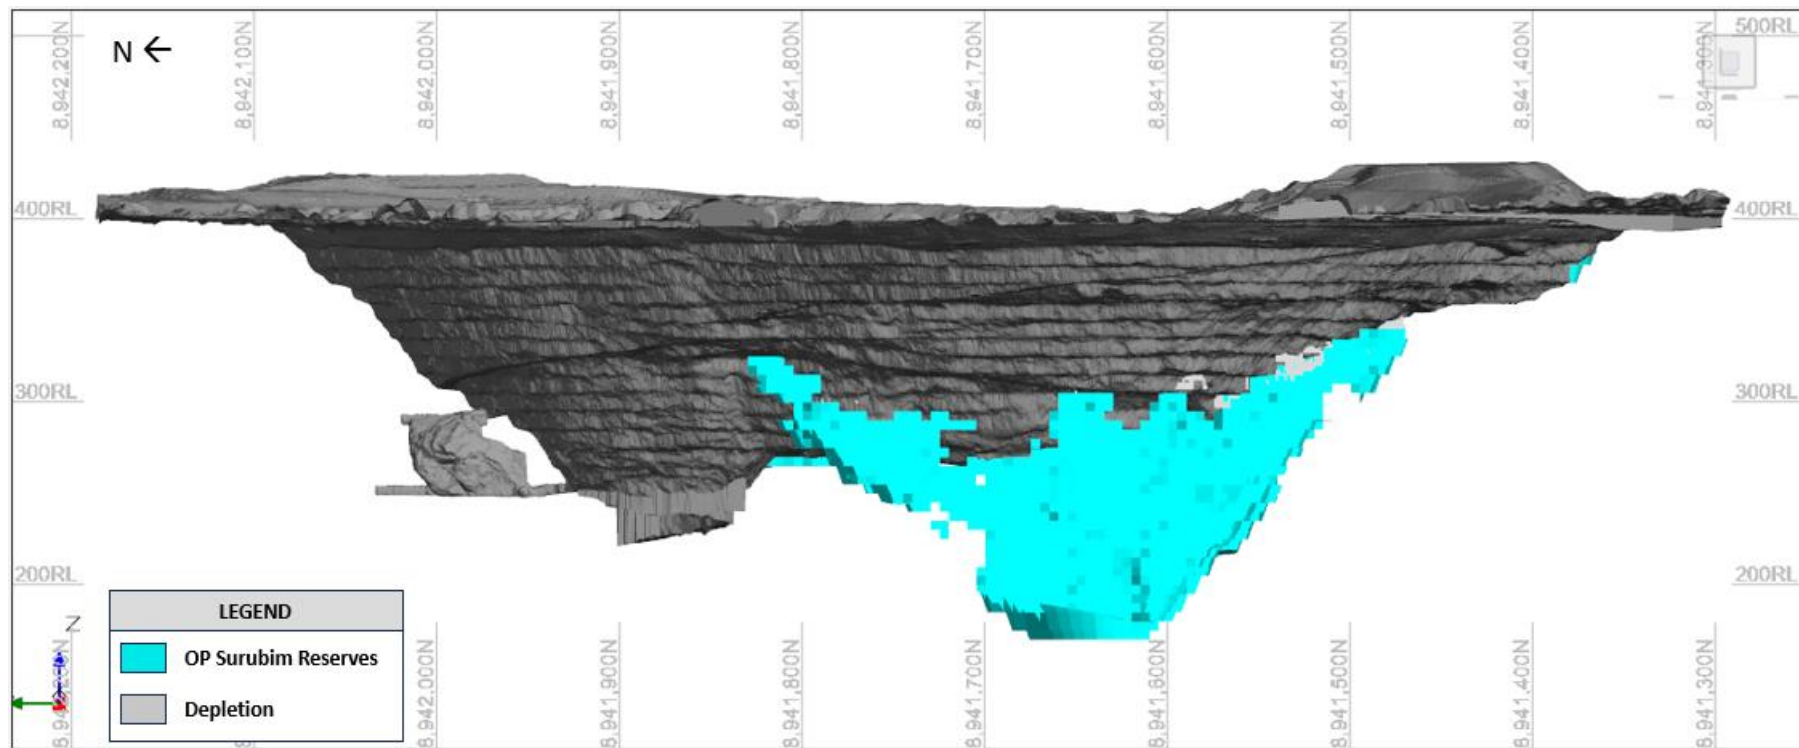 8,942,200N
8,942,100N
8,942,000N
8,941,900N
8,941,800N
8,941,700N
8,941,600N
8,941,500N
8,941,400N
8,941,300N
500RL
N ←
400RL
400RL
300RL
300RL
200RL
200RL
LEGEND
OP Surubim Reserves
Depletion
Z
8,942,000N
8,941,900N
8,941,800N
8,941,700N
8,941,600N
8,941,500N
8,941,400N
8,941,300N